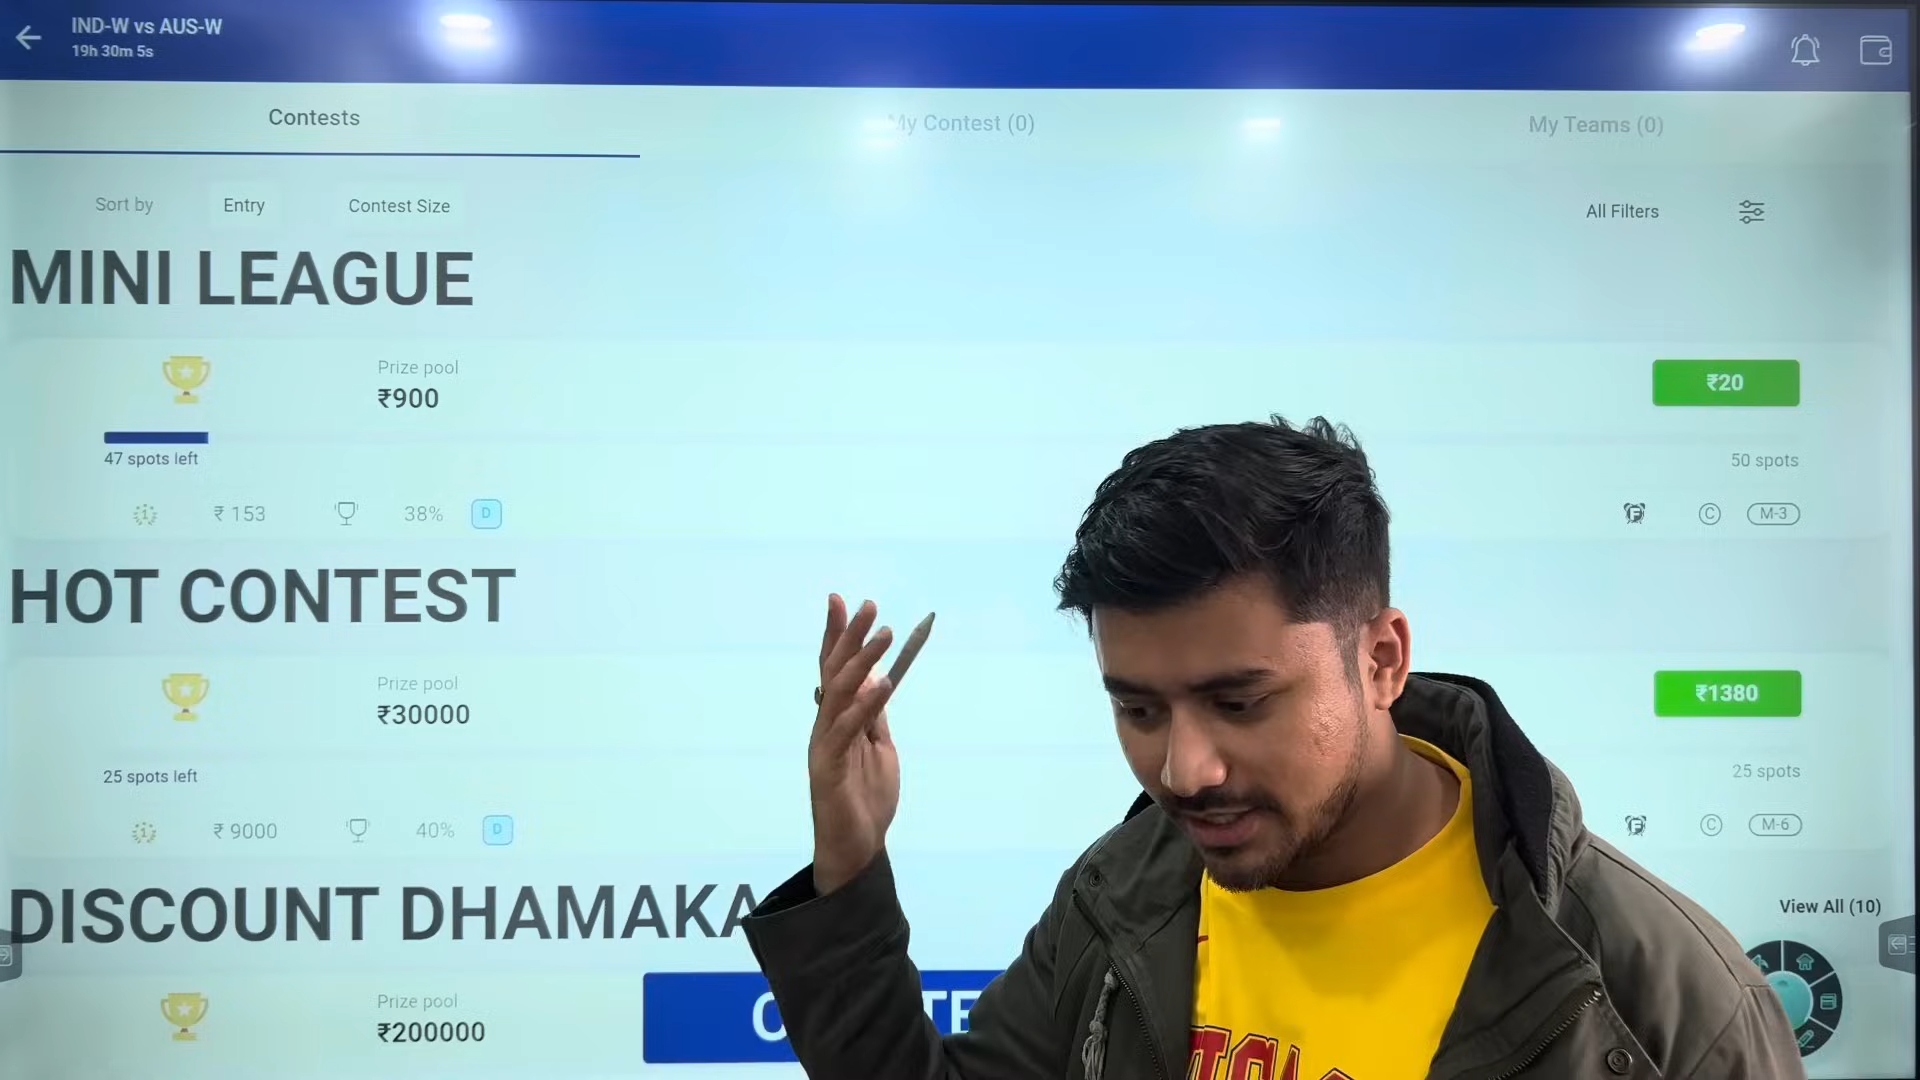 IND-W vs AUS-W
19h 30m 5s
Contests
My Contest (0)
My Teams (0)
Sort by
Entry
Contest Size
All Filters
MINI LEAGUE
Prize pool
₹900
₹20
47 spots left
50 spots
₹ 153
38%
D
F
C
M-3
HOT CONTEST
Prize pool
₹30000
₹1380
25 spots left
25 spots
₹ 9000
40%
D
F
C
M-6
DISCOUNT DHAMAKA
View All (10)
Prize pool
₹200000